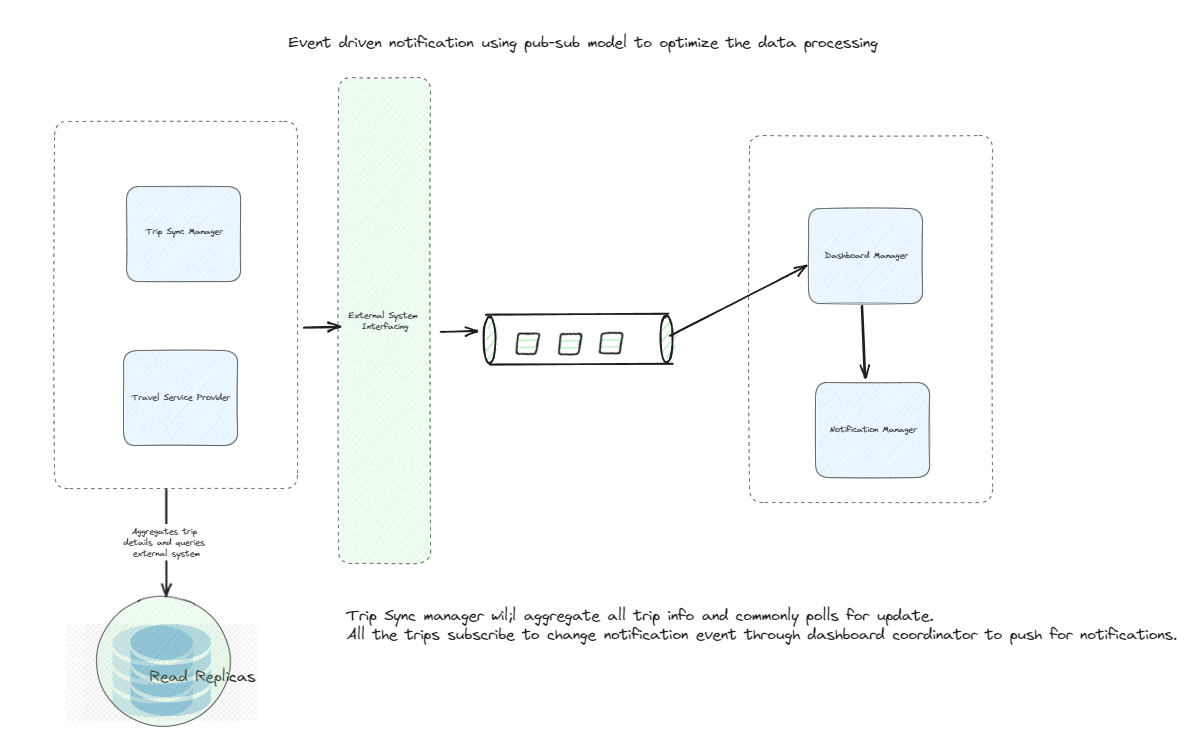 Event driven notification using pub-sub model to optimize the data processing
Trip Sync Manager
Travel Service Provider
External System
Interfacing
Dashboard Manager
Notification Manager
Aggregates trip
details and queries
external system
Read Replicas
Trip Sync manager wil;l aggregate all trip info and commonly polls for update.
All the trips subscribe to change notification event through dashboard coordinator to push for notifications.